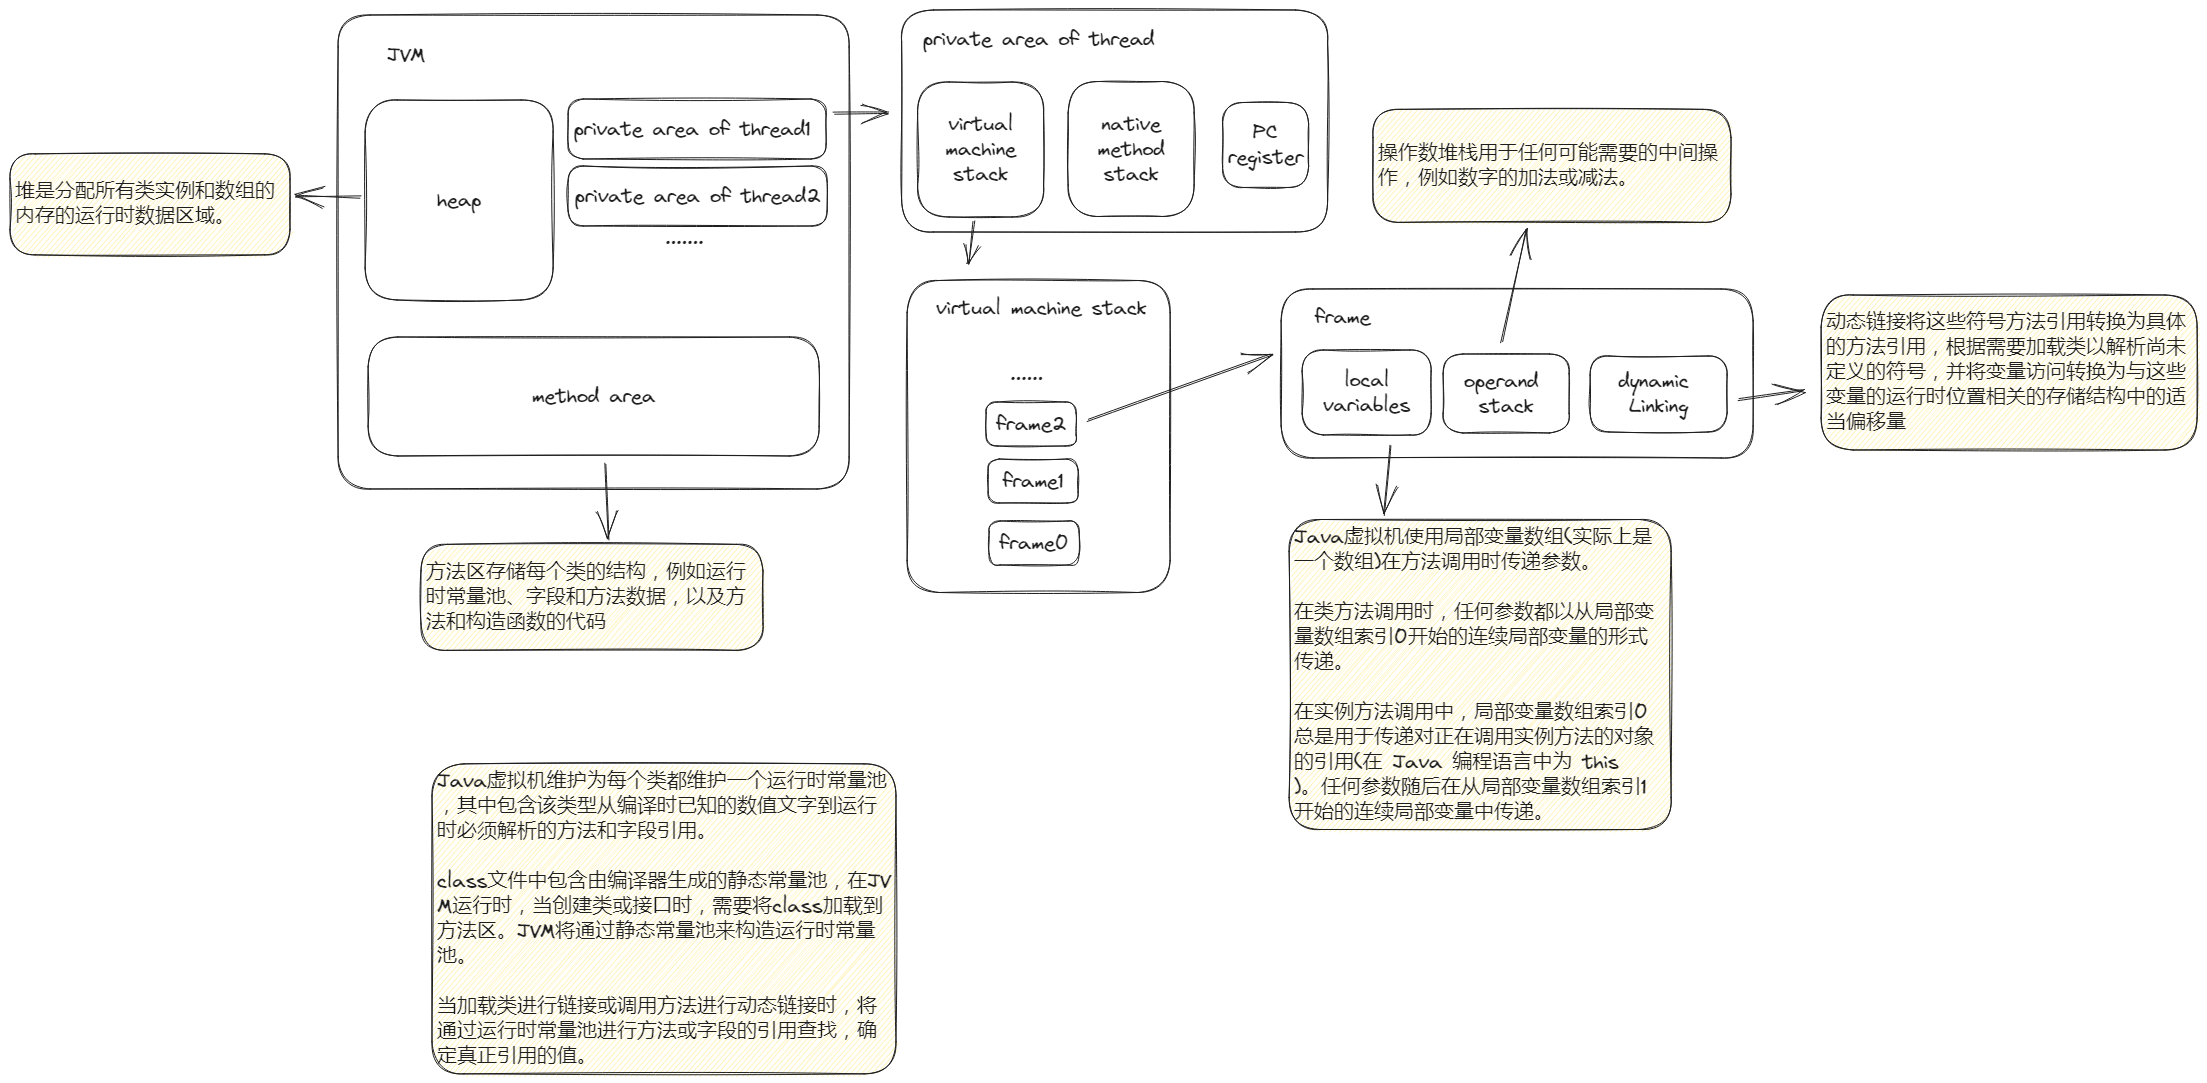 JVM
heap
private area of thread1
private area of thread2
.......
method area
堆是分配所有类实例和数组的
内存的运行时数据区域。
方法区存储每个类的结构，例如运行
时常量池、字段和方法数据，以及方
法和构造函数的代码
private area of thread
virtual
machine
stack
native
method
stack
PC
register
virtual machine stack
......
frame2
frame1
frame0
frame
local
variables
operand
stack
dynamic
Linking
操作数堆栈用于任何可能需要的中间操
作，例如数字的加法或减法。
动态链接将这些符号方法引用转换为具体
的方法引用，根据需要加载类以解析尚未
定义的符号，并将变量访问转换为与这些
变量的运行时位置相关的存储结构中的适
当偏移量
Java虚拟机使用局部变量数组(实际上是
一个数组)在方法调用时传递参数。
在类方法调用时，任何参数都以从局部变
量数组索引0开始的连续局部变量的形式
传递。
在实例方法调用中，局部变量数组索引0
总是用于传递对正在调用实例方法的对象
的引用(在 Java 编程语言中为 this
)。任何参数随后在从局部变量数组索引1
开始的连续局部变量中传递。
Java虚拟机维护为每个类都维护一个运行时常量池
，其中包含该类型从编译时已知的数值文字到运行
时必须解析的方法和字段引用。
class文件中包含由编译器生成的静态常量池，在JV
M运行时，当创建类或接口时，需要将class加载到
方法区。JVM将通过静态常量池来构造运行时常量
池。
当加载类进行链接或调用方法进行动态链接时，将
通过运行时常量池进行方法或字段的引用查找，确
定真正引用的值。